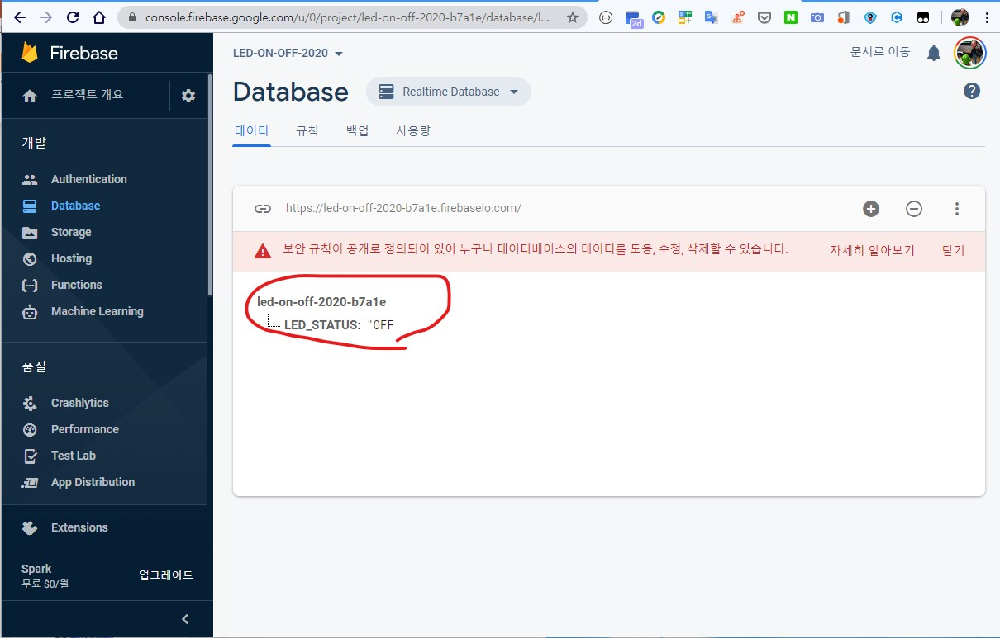 console.firebase.google.com/u/0/project/led-on-off-2020-b7a1e/database/l...
2d
N
C
Firebase
LED-ON-OFF-2020
문서로 이동
프로젝트 개요
Database
Realtime Database
데이터 규칙 백업 사용량
개발
Authentication
Database
Storage
Hosting
Functions
Machine Learning
https://led-on-off-2020-b7a1e.firebaseio.com/
보안 규칙이 공개로 정의되어 있어 누구나 데이터베이스의 데이터를 도용, 수정, 삭제할 수 있습니다. 자세히 알아보기 닫기
led-on-off-2020-b7a1e
LED_STATUS: "OFF
품질
Crashlytics
Performance
Test Lab
App Distribution
Extensions
Spark
무료 $0/월
업그레이드